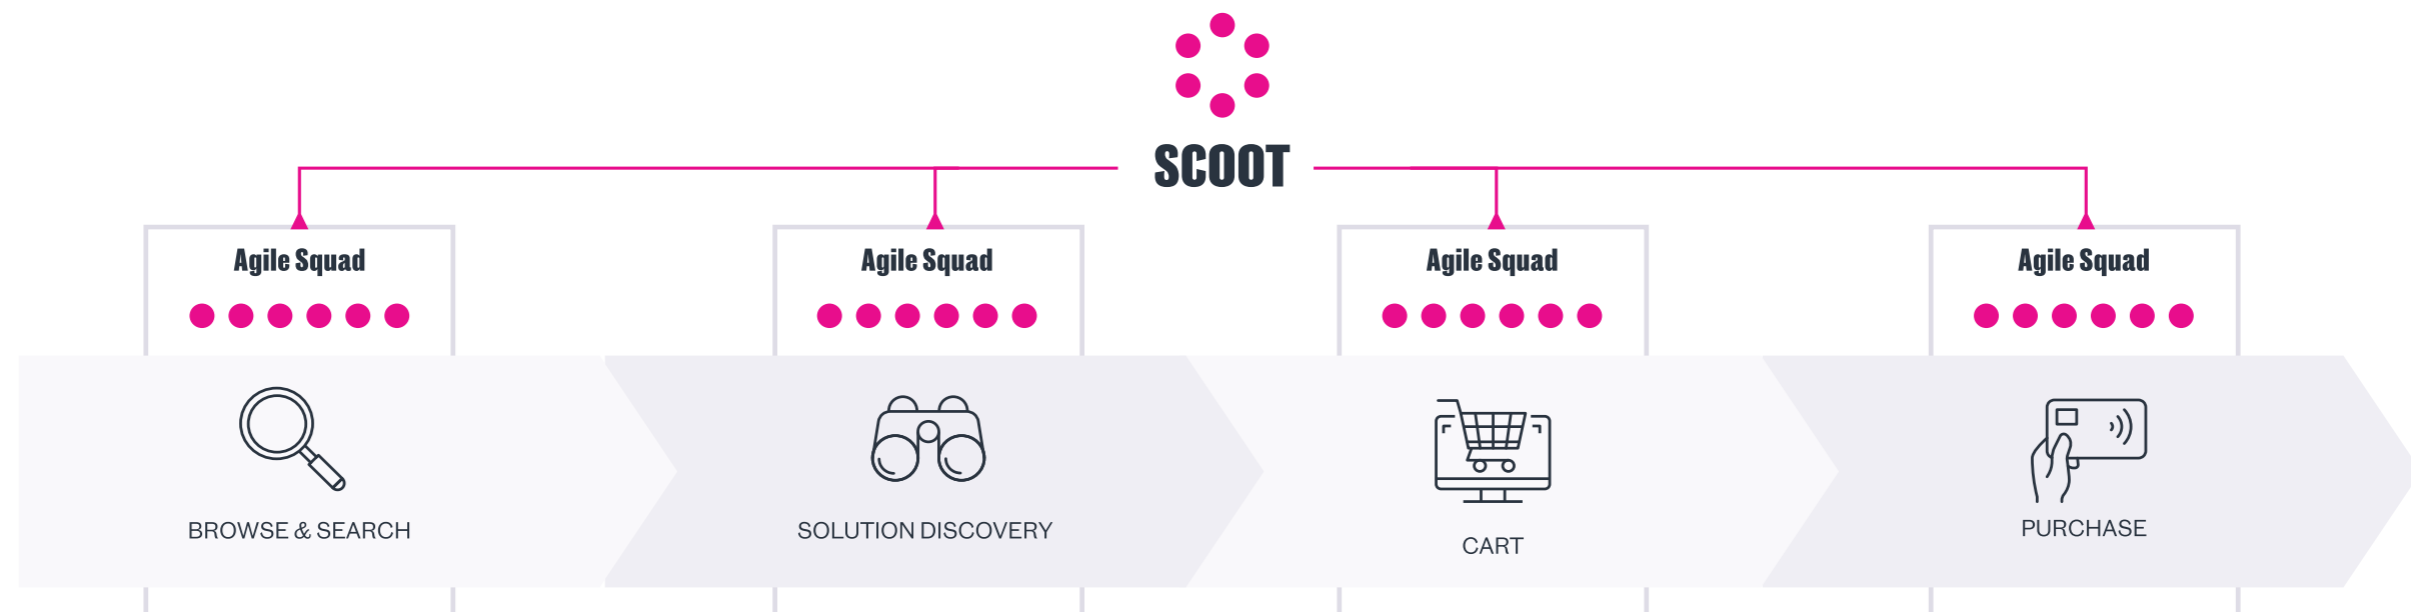 SCOOT
Agile Squad
Agile Squad
Agile Squad
Agile Squad
BROWSE & SEARCH
SOLUTION DISCOVERY
CART
PURCHASE